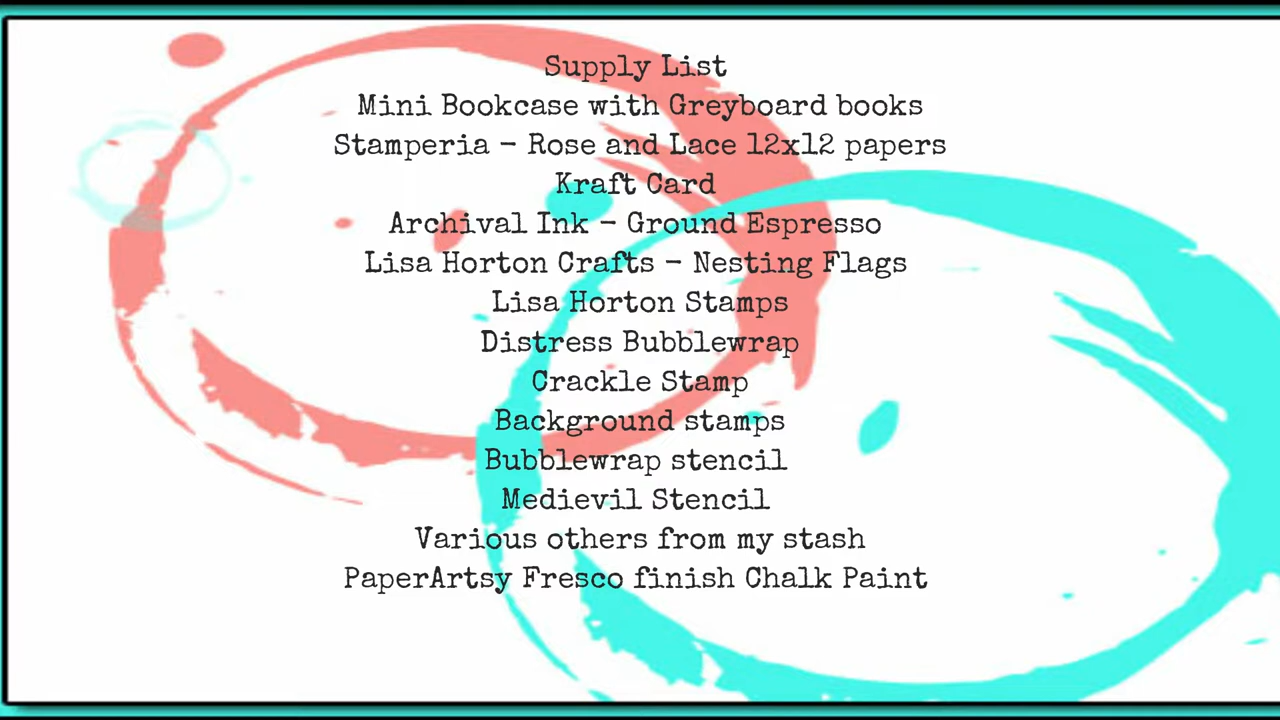 Supply List
Mini Bookcase with Greyboard books
Stamperia - Rose and Lace 12x12 papers
Kraft Card
Archival Ink - Ground Espresso
Lisa Horton Crafts - Nesting Flags
Lisa Horton Stamps
Distress Bubblewrap
Crackle Stamp
Background stamps
Bubblewrap stencil
Medievil Stencil
Various others from my stash
PaperArtsy Fresco finish Chalk Paint